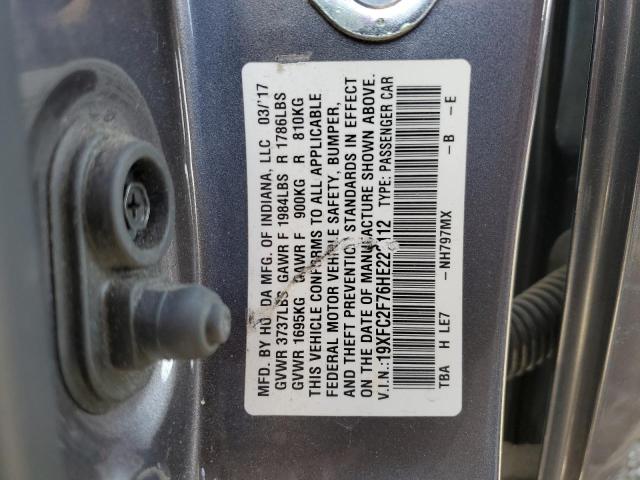 MFD. BY HONDA MFG. OF INDIANA, LLC 03/'17
GVWR 3737LBS GAWR F 1984LBS R 1786LBS
GVWR 1695KG GAWR F 900KG R 810KG
THIS VEHICLE CONFORMS TO ALL APPLICABLE
FEDERAL MOTOR VEHICLE SAFETY, BUMPER,
AND THEFT PREVENTION STANDARDS IN EFFECT
ON THE DATE OF MANUFACTURE SHOWN ABOVE.
V.I.N.: TYPE: PASSENGER CAR
TBA H LE7 -NH797MX -B -E